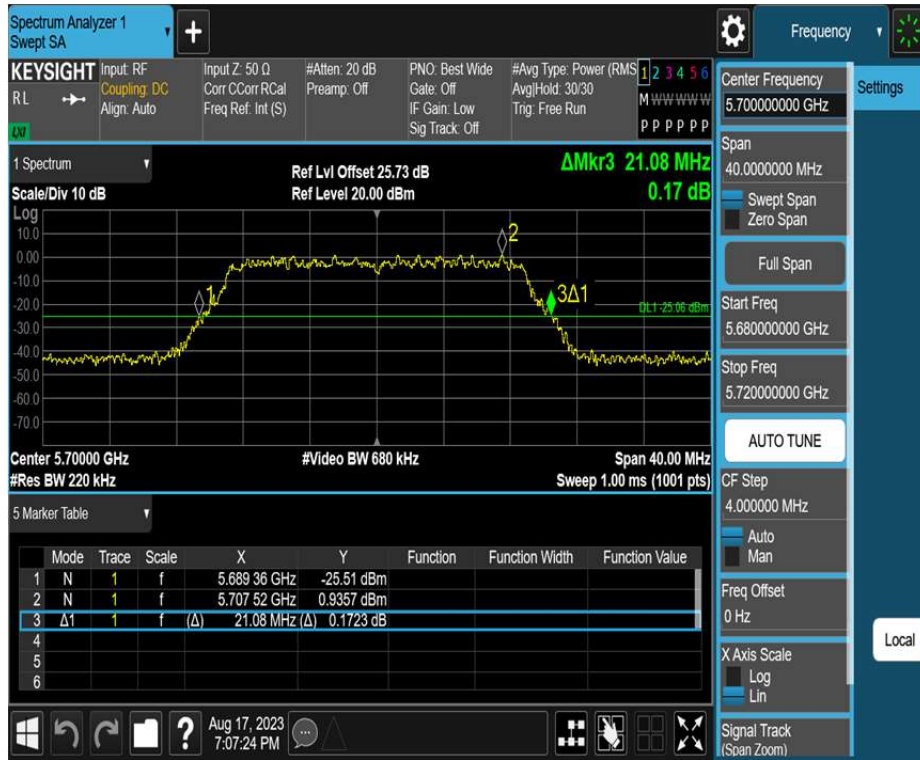 Spectrum Analyzer 1
Swept SA
+
Frequency
KEYSIGHT
RL
LXI
Input: RF
Coupling: DC
Align: Auto
Input Z: 50 Ω
Corr CCorr RCal
Freq Ref: Int (S)
#Atten: 20 dB
Preamp: Off
PNO: Best Wide
Gate: Off
IF Gain: Low
Sig Track: Off
#Avg Type: Power (RMS
Avg|Hold: 30/30
Trig: Free Run
1 2 3 4 5 6
M W W W W W
P P P P P P
1 Spectrum
Scale/Div 10 dB
Ref Lvl Offset 25.73 dB
Ref Level 20.00 dBm
ΔMkr3 21.08 MHz
0.17 dB
Log
10.0
0.00
-10.0
-20.0
-30.0
-40.0
-50.0
-60.0
-70.0
1
2
3Δ1
DL1 -25.06 dBm
Center 5.70000 GHz
#Video BW 680 kHz
Span 40.00 MHz
#Res BW 220 kHz
Sweep 1.00 ms (1001 pts)
5 Marker Table
Mode Trace Scale X Y Function Function Width Function Value
1 N 1 f 5.689 36 GHz -25.51 dBm
2 N 1 f 5.707 52 GHz 0.9357 dBm
3 Δ1 1 f (Δ) 21.08 MHz (Δ) 0.1723 dB
4
5
6
?
Aug 17, 2023
7:07:24 PM
Center Frequency
5.70000000 GHz
Span
40.0000000 MHz
Swept Span
Zero Span
Full Span
Start Freq
5.680000000 GHz
Stop Freq
5.720000000 GHz
AUTO TUNE
CF Step
4.000000 MHz
Auto
Man
Freq Offset
0 Hz
X Axis Scale
Log
Lin
Signal Track
(Span Zoom)
Settings
Local